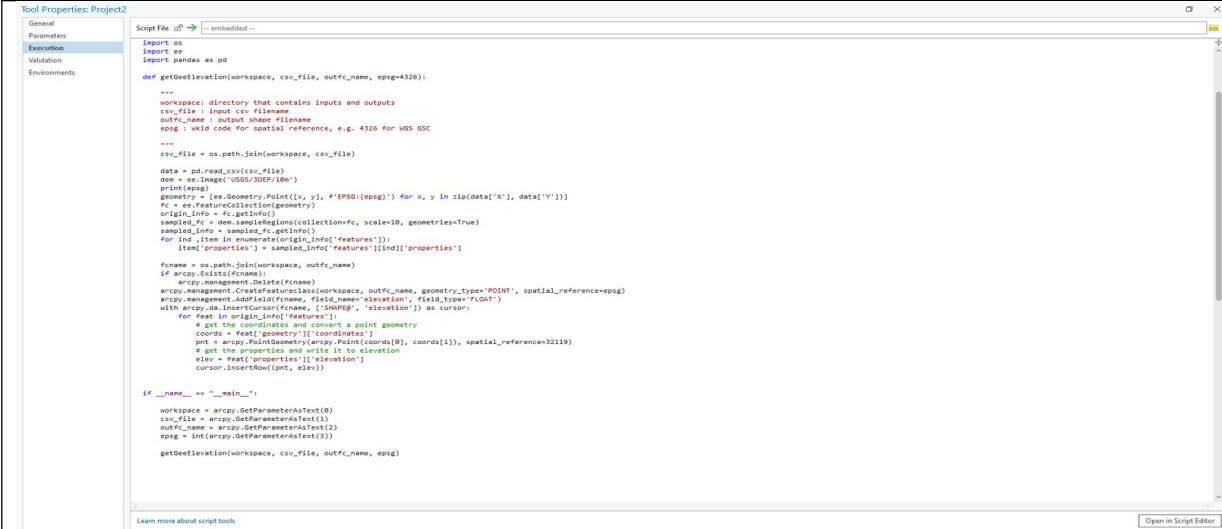 Tool Properties: Project2
General
Parameters
Execution
Validation
Environments
Script File
-- embedded --
import os
import ee
import pandas as pd
def getGeeElevation(workspace, csv_file, outfc_name, epsg=4326):
"""
workspace: directory that contains inputs and outputs
csv_file : input csv filename
outfc_name : output shape filename
epsg : wkid code for spatial reference, e.g. 4326 for WGS GSC
"""
csv_file = os.path.join(workspace, csv_file)
data = pd.read_csv(csv_file)
dem = ee.Image('USGS/3DEP/10m')
print(epsg)
geometry = [ee.Geometry.Point([x, y], f'EPSG:{epsg}') for x, y in zip(data['X'], data['Y'])]
fc = ee.FeatureCollection(geometry)
origin_info = fc.getInfo()
sampled_fc = dem.sampleRegions(collection=fc, scale=10, geometries=True)
sampled_info = sampled_fc.getInfo()
for ind ,item in enumerate(origin_info['features']):
item['properties'] = sampled_info['features'][ind]['properties']
fcname = os.path.join(workspace, outfc_name)
if arcpy.Exists(fcname):
arcpy.management.Delete(fcname)
arcpy.management.CreateFeatureclass(workspace, outfc_name, geometry_type='POINT', spatial_reference=epsg)
arcpy.management.AddField(fcname, field_name='elevation', field_type='FLOAT')
with arcpy.da.InsertCursor(fcname, ['SHAPE@', 'elevation']) as cursor:
for feat in origin_info['features']:
# get the coordinates and convert a point geometry
coords = feat['geometry']['coordinates']
pnt = arcpy.PointGeometry(arcpy.Point(coords[0], coords[1]), spatial_reference=32119)
# get the properties and write it to elevation
elev = feat['properties']['elevation']
cursor.insertRow((pnt, elev))
if __name__ == "__main__":
workspace = arcpy.GetParameterAsText(0)
csv_file = arcpy.GetParameterAsText(1)
outfc_name = arcpy.GetParameterAsText(2)
epsg = int(arcpy.GetParameterAsText(3))
getGeeElevation(workspace, csv_file, outfc_name, epsg)
Learn more about script tools
Open in Script Editor